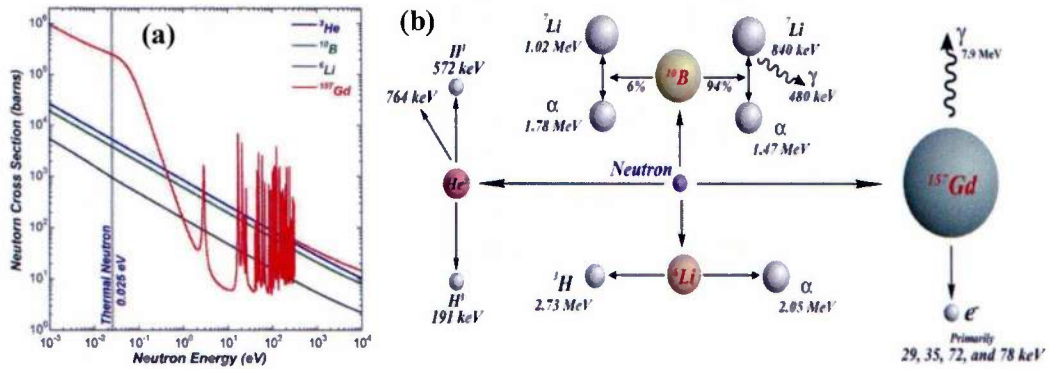 (a)
³He
¹⁰B
⁶Li
¹⁵⁷Gd
10⁶
10⁵
10⁴
10³
10²
10¹
10⁰
Neutorn Cross Section (barns)
Thermal Neutron
0.025 eV
10⁻³
10⁻²
10⁻¹
10⁰
10¹
10²
10³
10⁴
Neutron Energy (eV)
(b)
572 keV
764 keV
191 keV
⁷Li
1.02 MeV
α
1.78 MeV
6%
¹⁰B
94%
⁷Li
840 keV
γ
480 keV
α
1.47 MeV
Neutron
³H
2.73 MeV
⁶Li
α
2.05 MeV
γ
7.9 MeV
¹⁵⁷Gd
e⁻
Primarily
29, 35, 72, and 78 keV